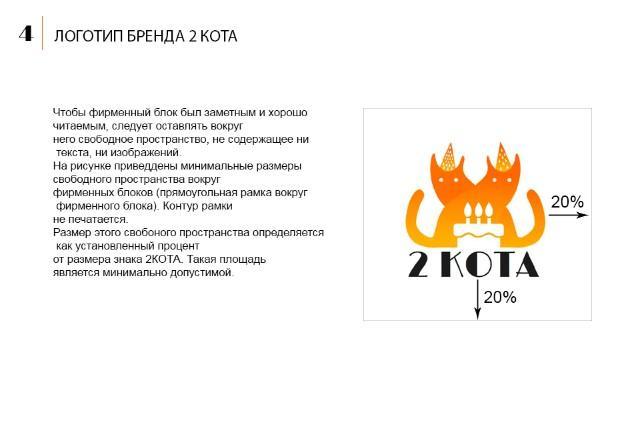 4
ЛОГОТИП БРЕНДА 2 КОТА
Чтобы фирменный блок был заметным и хорошо
читаемым, следует оставлять вокруг
него свободное пространство, не содержащее ни
текста, ни изображений.
На рисунке приведдены минимальные размеры
свободного пространства вокруг
фирменных блоков (прямоугольная рамка вокруг
фирменного блока). Контур рамки
не печатается.
Размер этого свобоного пространства определяется
как установленный процент
от размера знака 2КОТА. Такая площадь
является минимально допустимой.
20%
2 КОТА
20%